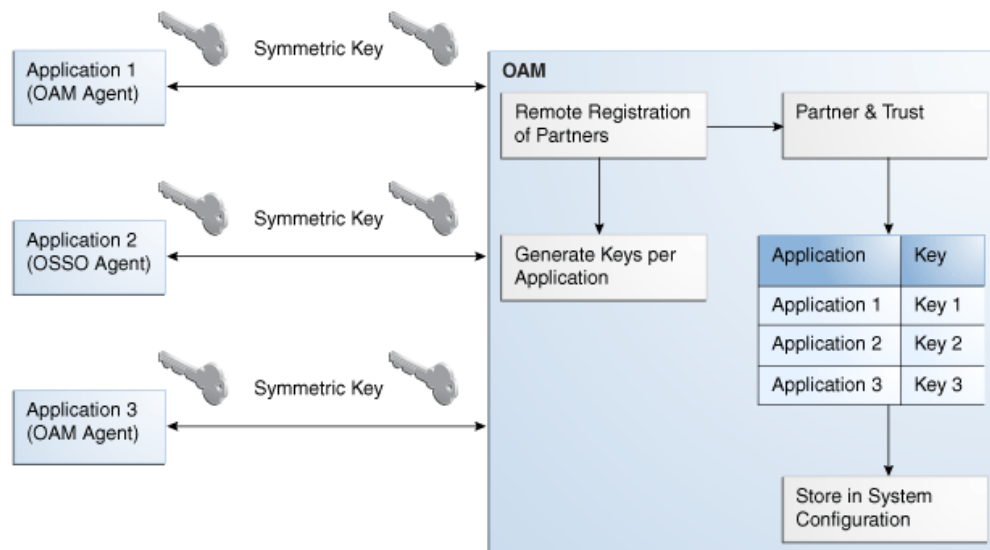 Application 1
(OAM Agent)
Symmetric Key
Application 2
(OSSO Agent)
Symmetric Key
Application 3
(OAM Agent)
Symmetric Key
OAM
Remote Registration
of Partners
Partner & Trust
Generate Keys per
Application
Application Key
Application 1 Key 1
Application 2 Key 2
Application 3 Key 3
Store in System
Configuration